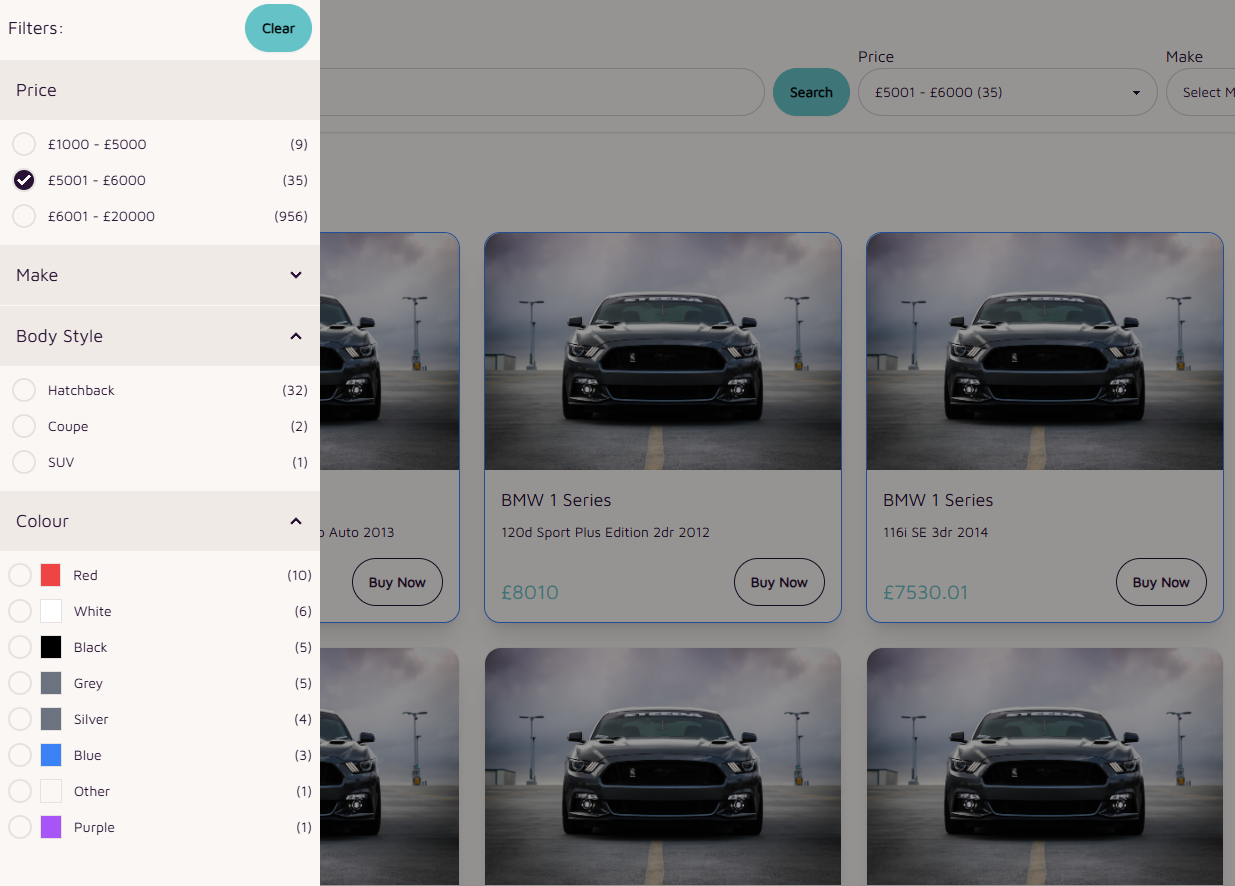 Filters:
Clear
Price
£1000 - £5000 (9)
£5001 - £6000 (35)
£6001 - £20000 (956)
Make
Body Style
Hatchback (32)
Coupe (2)
SUV (1)
Colour
Red (10)
White (6)
Black (5)
Grey (5)
Silver (4)
Blue (3)
Other (1)
Purple (1)
Price
Make
Search
£5001 - £6000 (35)
Select M
Auto 2013
Buy Now
BMW 1 Series
120d Sport Plus Edition 2dr 2012
£8010
Buy Now
BMW 1 Series
116i SE 3dr 2014
£7530.01
Buy Now